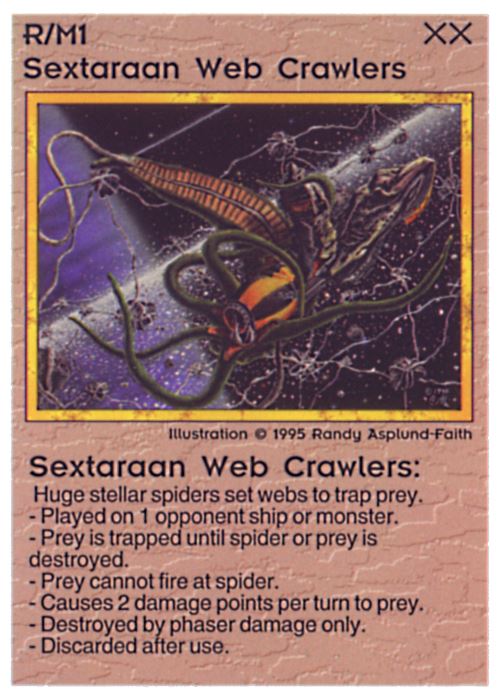 R/M1 XX
Sextaraan Web Crawlers
Illustration © 1995 Randy Asplund-Faith
Sextaraan Web Crawlers:
Huge stellar spiders set webs to trap prey.
- Played on 1 opponent ship or monster.
- Prey is trapped until spider or prey is
destroyed.
- Prey cannot fire at spider.
- Causes 2 damage points per turn to prey.
- Destroyed by phaser damage only.
- Discarded after use.